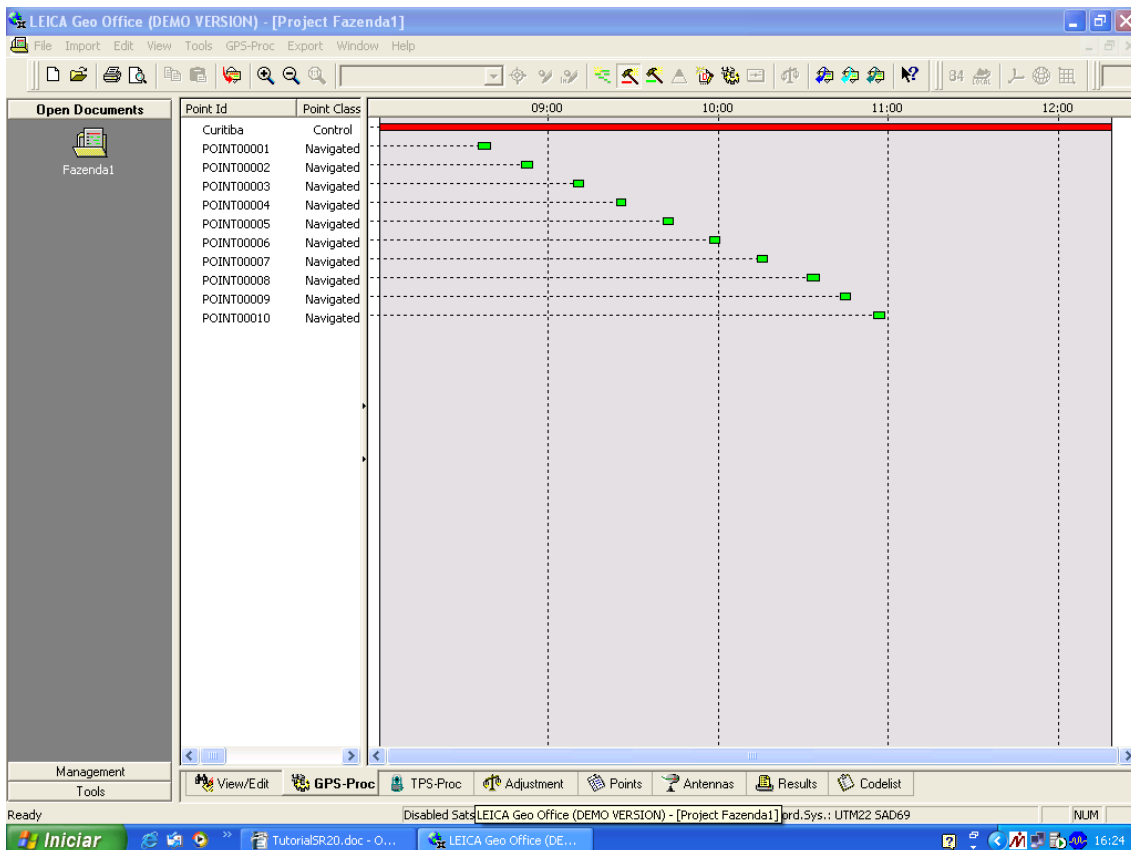 LEICA Geo Office (DEMO VERSION) - [Project Fazenda1]
File Import Edit View Tools GPS-Proc Export Window Help
84
LOCAL
Open Documents
Fazenda1
Management
Tools
Point Id Point Class 09:00 10:00 11:00 12:00
Curitiba Control
POINT00001 Navigated
POINT00002 Navigated
POINT00003 Navigated
POINT00004 Navigated
POINT00005 Navigated
POINT00006 Navigated
POINT00007 Navigated
POINT00008 Navigated
POINT00009 Navigated
POINT00010 Navigated
View/Edit GPS-Proc TPS-Proc Adjustment Points Antennas Results Codelist
Ready Disabled Sats LEICA Geo Office (DEMO VERSION) - [Project Fazenda1] ord.Sys.: UTM22 SAD69 NUM
Iniciar TutorialSR20.doc - O... LEICA Geo Office (DE... 16:24